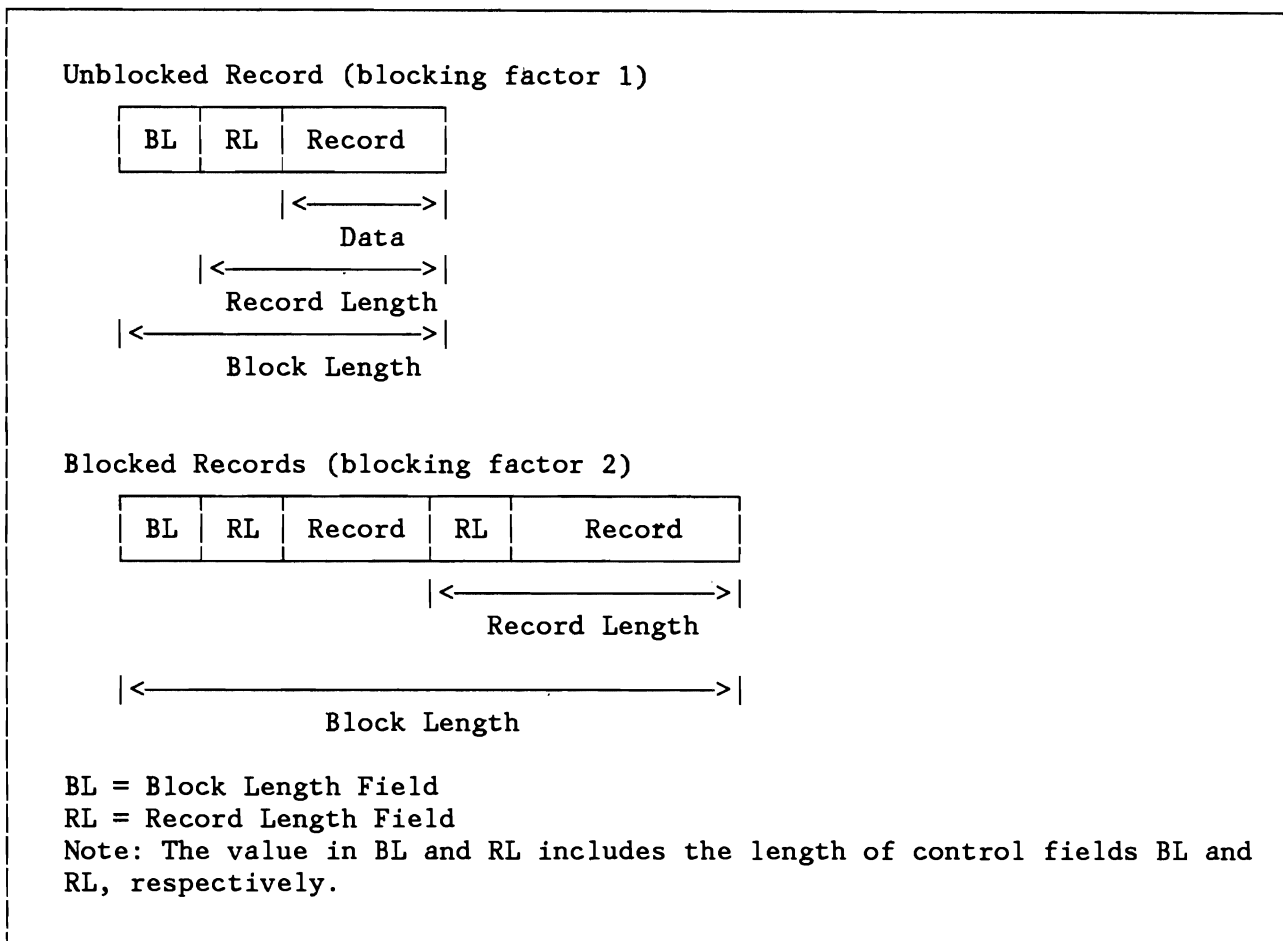 Unblocked Record (blocking factor 1)
BL RL Record
|<———>|
Data
|<———>|
Record Length
|<———>|
Block Length
Blocked Records (blocking factor 2)
BL RL Record RL Record
|<———>|
Record Length
|<———>|
Block Length
BL = Block Length Field
RL = Record Length Field
Note: The value in BL and RL includes the length of control fields BL and
RL, respectively.